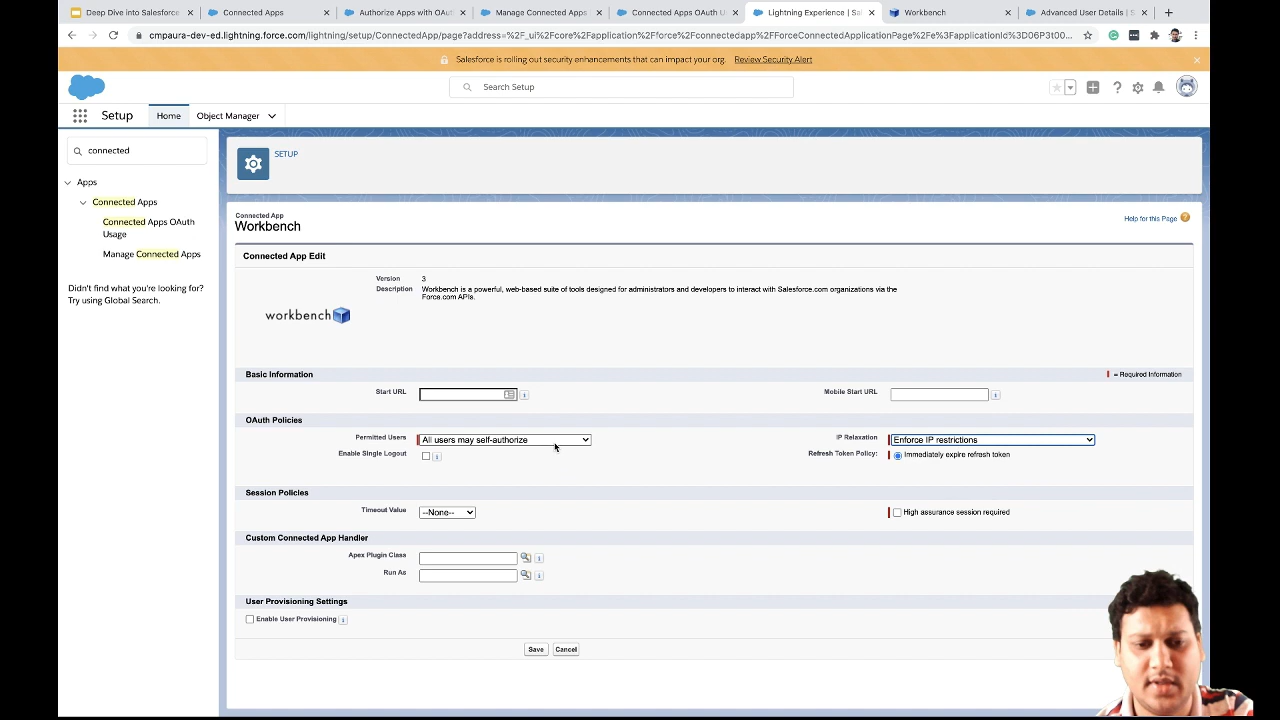 Deep Dive into Salesforce
Connected Apps
Authorize Apps with OAut
Manage Connected Apps
Connected Apps OAuth U
Lightning Experience | Sal
Workbench
Advanced User Details | S
cmpaura-dev-ed.lightning.force.com/lightning/setup/ConnectedApp/page?address=%2F_ui%2Fcore%2Fapplication%2Fforce%2Fconnectedapp%2FForceConnectedApplicationPage%2Fe%3FapplicationId%3D06P3t00...
Salesforce is rolling out security enhancements that can impact your org. Review Security Alert
Search Setup
Setup
Home
Object Manager
connected
Apps
Connected Apps
Connected Apps OAuth
Usage
Manage Connected Apps
Didn't find what you're looking for?
Try using Global Search.
SETUP
Connected App
Workbench
Help for this Page
Connected App Edit
Version 3
Description Workbench is a powerful, web-based suite of tools designed for administrators and developers to interact with Salesforce.com organizations via the
Force.com APIs.
workbench
Basic Information
= Required Information
Start URL
Mobile Start URL
OAuth Policies
Permitted Users All users may self-authorize
IP Relaxation Enforce IP restrictions
Enable Single Logout
Refresh Token Policy: Immediately expire refresh token
Session Policies
Timeout Value --None--
High assurance session required
Custom Connected App Handler
Apex Plugin Class
Run As
User Provisioning Settings
Enable User Provisioning
Save Cancel